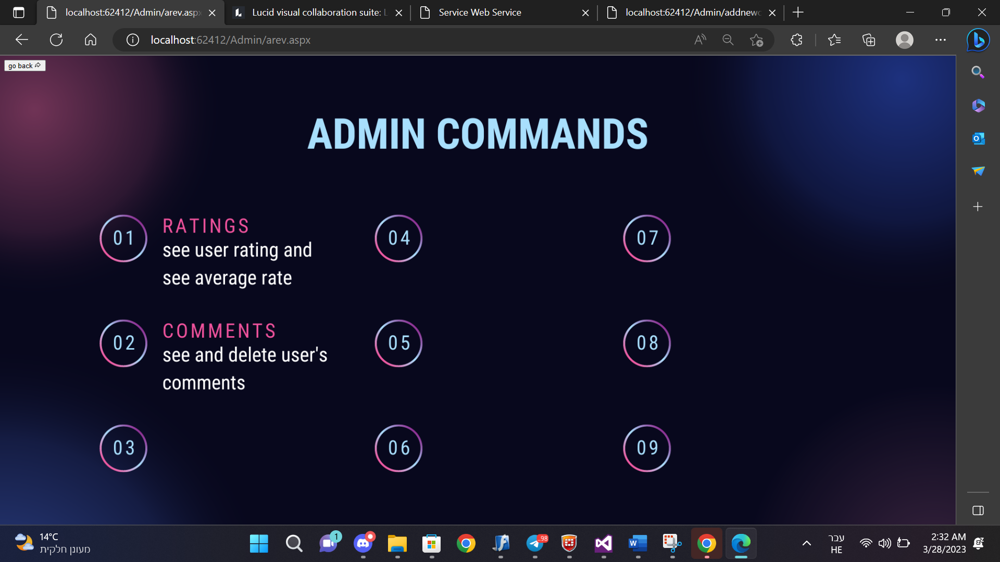 localhost:62412/Admin/arev.asp
Lucid visual collaboration suite: L
Service Web Service
localhost:62412/Admin/addnewc
localhost:62412/Admin/arev.aspx
go back
ADMIN COMMANDS
01
RATINGS
see user rating and
see average rate
02
COMMENTS
see and delete user's
comments
03
04
05
06
07
08
09
14°C
מעונן חלקית
1
..98
עבר
HE
2:32 AM
3/28/2023